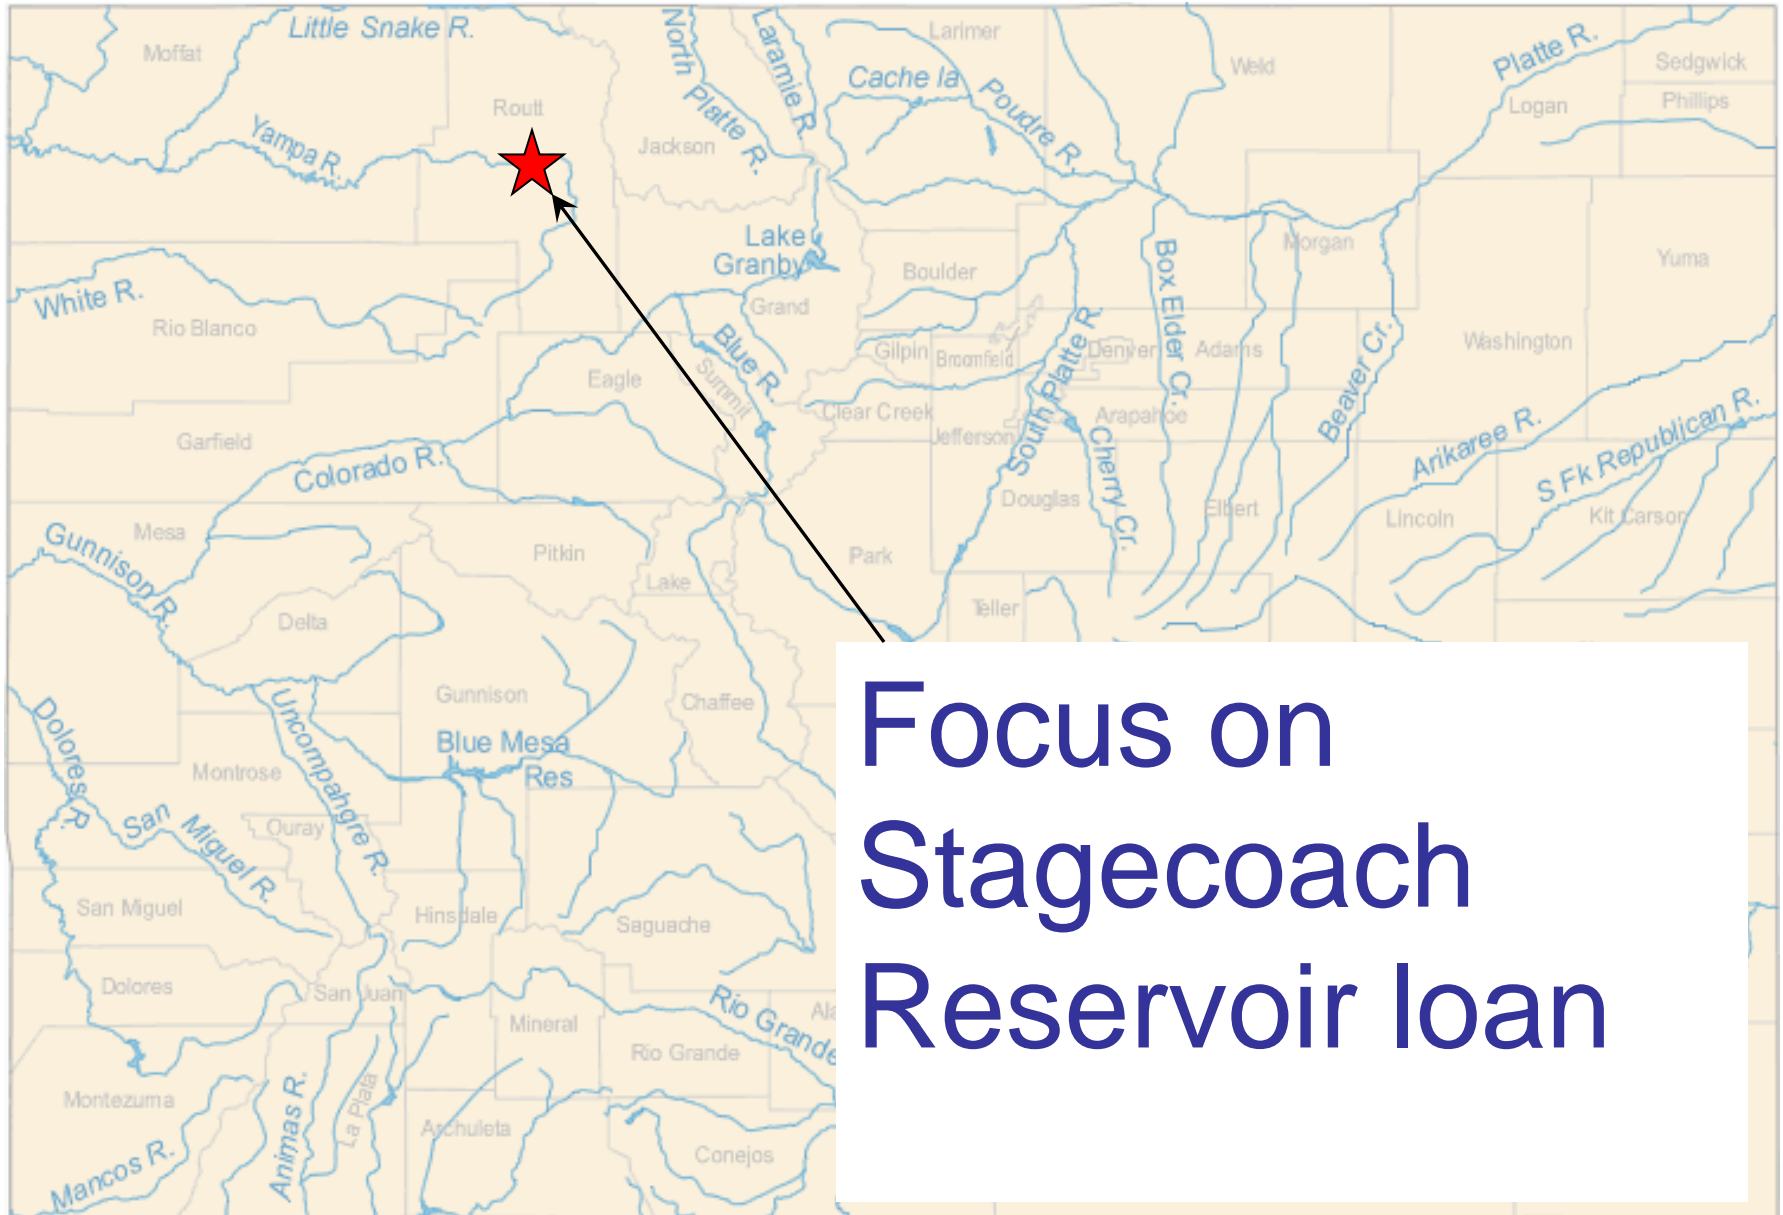 Little Snake R.
Moffat
Routt
Yampa R.
North Platte R.
Laramie R.
Jackson
Larimer
Cache la Poudre R.
Weld
Platte R.
Sedgwick
Logan
Phillips
Lake
Granby
Grand
Boulder
Box Elder Cr.
Morgan
Yuma
White R.
Rio Blanco
Blue R.
Summit
Eagle
Gilpin
Broomfield
South Platte R.
Denver
Adams
Beaver Cr.
Washington
Garfield
Colorado R.
Clear Creek
Jefferson
Arapahoe
Cherry Cr.
Arikaree R.
S Fk Republican R.
Douglas
Elbert
Lincoln
Kit Carson
Mesa
Gunnison R.
Pitkin
Lake
Park
Teller
Delta
Gunnison
Chaffee
Dolores R.
Uncompahgre R.
Montrose
Blue Mesa
Res
San Miguel R.
Ouray
San Miguel
Hinsdale
Saguache
Dolores
San Juan
Mineral
Rio Grande
Rio Grande
Montezuma
La Plata
Archuleta
Conejos
Mancos R.
Animas R.
Focus on
Stagecoach
Reservoir loan